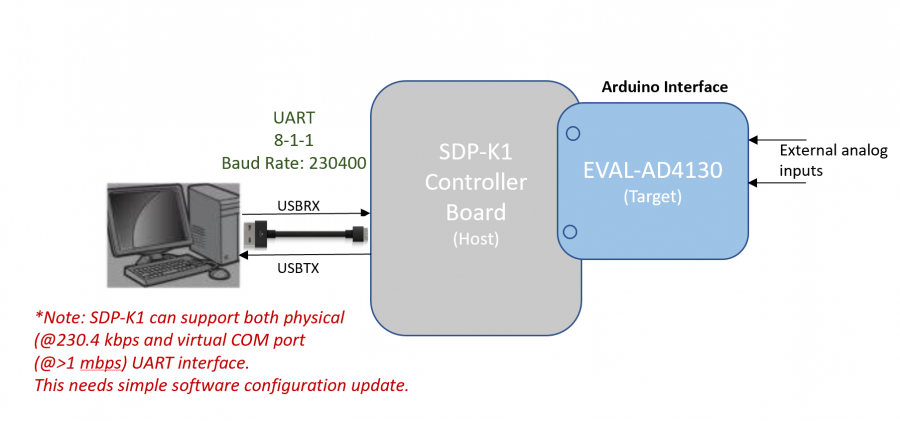 Arduino Interface
UART
8-1-1
Baud Rate: 230400
SDP-K1
Controller
Board
(Host)
EVAL-AD4130
(Target)
External analog
inputs
USBRX
USBTX
*Note: SDP-K1 can support both physical
(@230.4 kbps and virtual COM port
(@>1 mbps) UART interface.
This needs simple software configuration update.